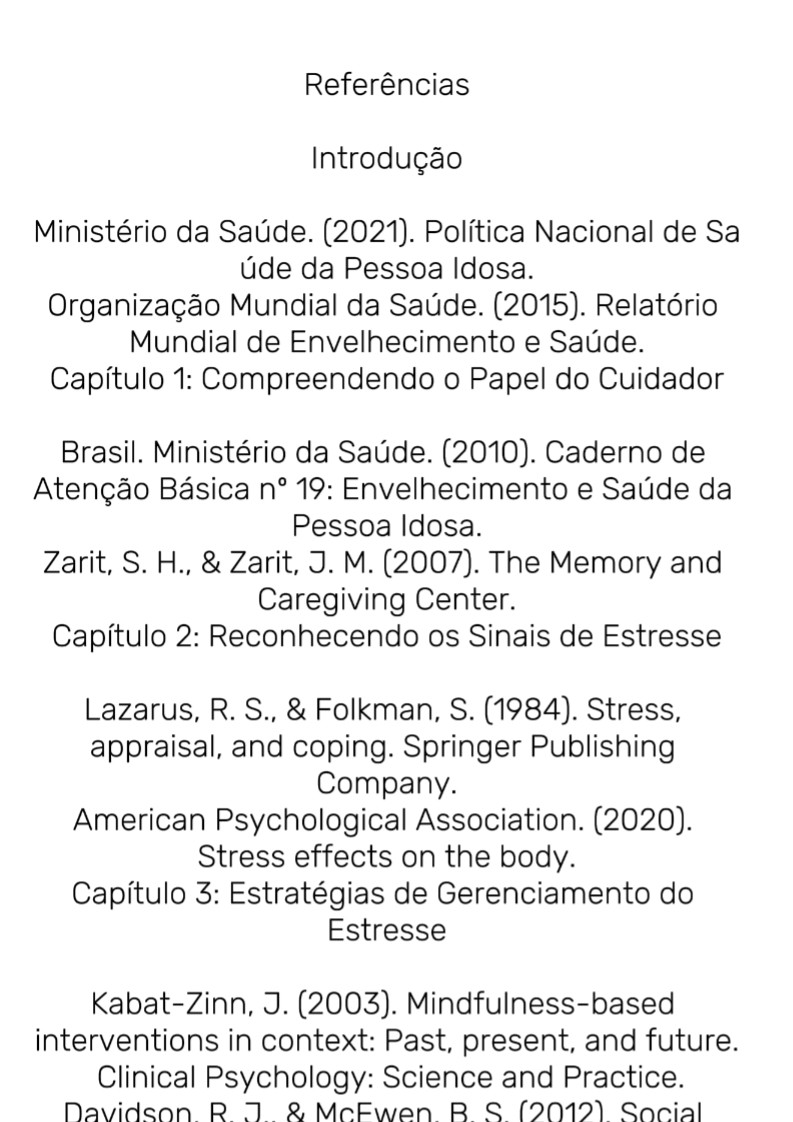 Referências
Introdução
Ministério da Saúde. (2021). Política Nacional de Sa
úde da Pessoa Idosa.
Organização Mundial da Saúde. (2015). Relatório
Mundial de Envelhecimento e Saúde.
Capítulo 1: Compreendendo o Papel do Cuidador
Brasil. Ministério da Saúde. (2010). Caderno de
Atenção Básica nº 19: Envelhecimento e Saúde da
Pessoa Idosa.
Zarit, S. H., & Zarit, J. M. (2007). The Memory and
Caregiving Center.
Capítulo 2: Reconhecendo os Sinais de Estresse
Lazarus, R. S., & Folkman, S. (1984). Stress,
appraisal, and coping. Springer Publishing
Company.
American Psychological Association. (2020).
Stress effects on the body.
Capítulo 3: Estratégias de Gerenciamento do
Estresse
Kabat-Zinn, J. (2003). Mindfulness-based
interventions in context: Past, present, and future.
Clinical Psychology: Science and Practice.
Davidson, R. J., & McEwen, B. S. (2012). Social